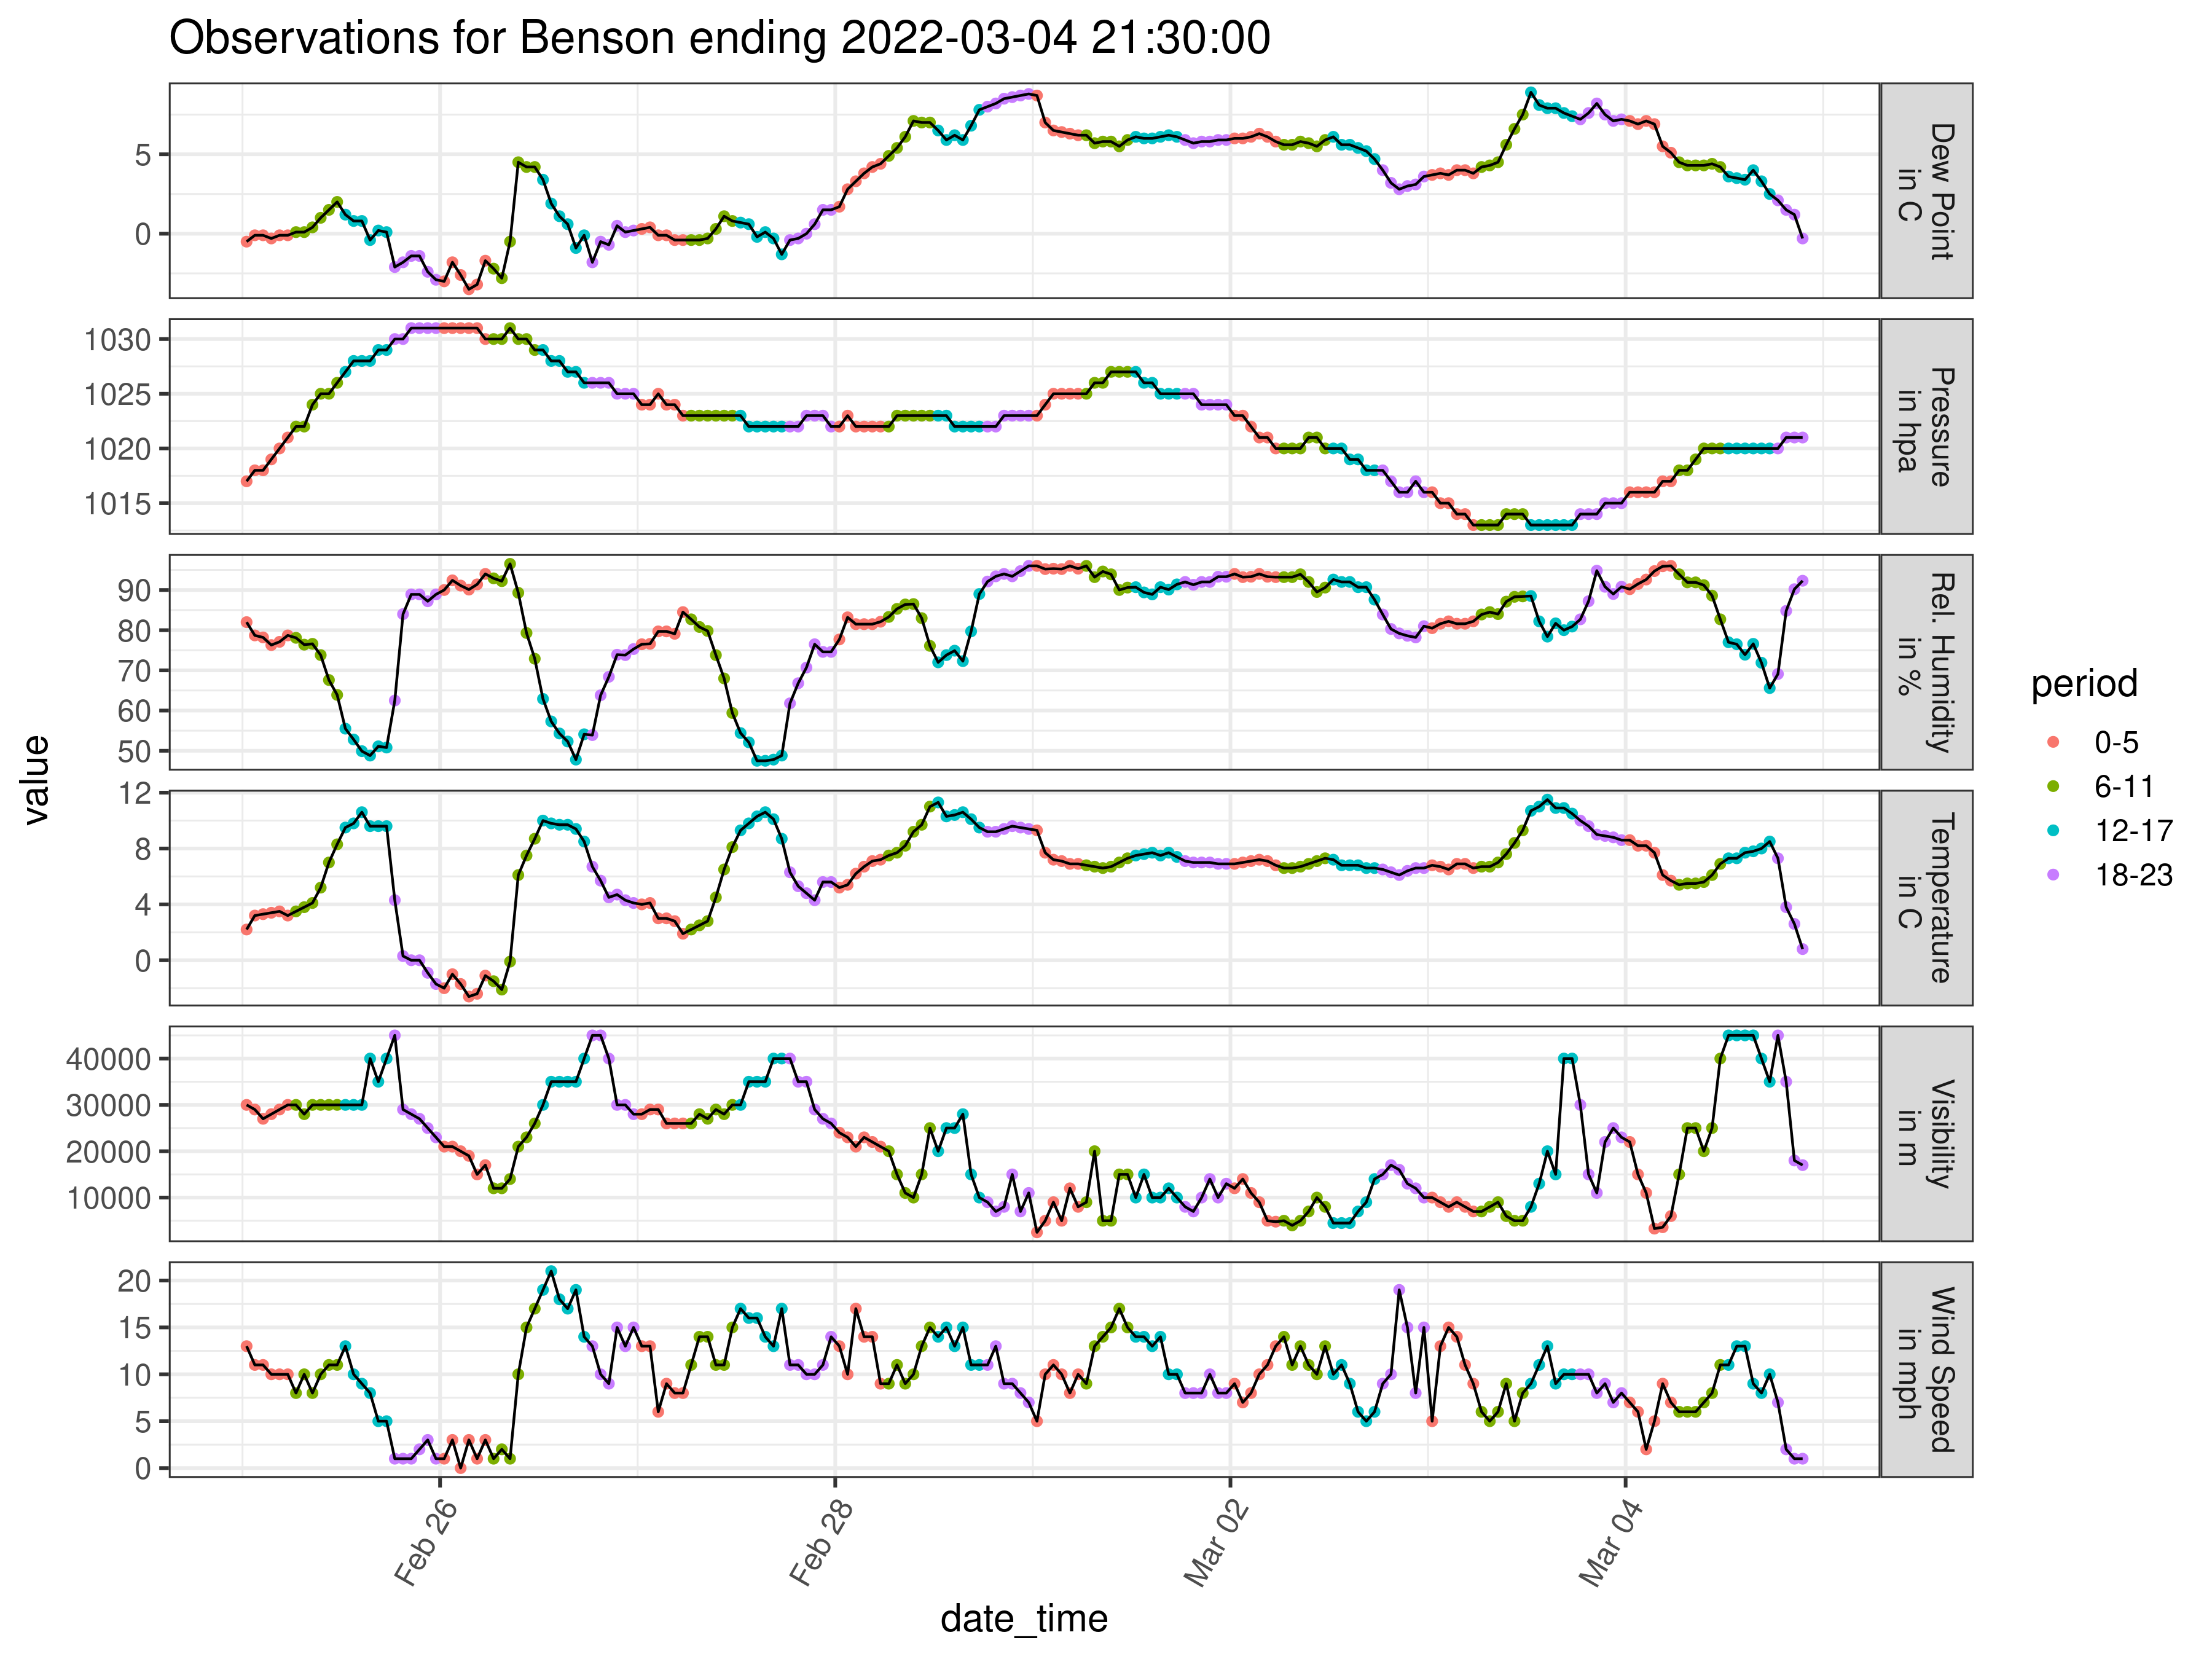 Observations for Benson ending 2022-03-04 21:30:00
value
5
0
Dew Point
in C
1030
1025
1020
1015
Pressure
in hpa
90
80
70
60
50
Rel. Humidity
in %
12
8
4
0
Temperature
in C
40000
30000
20000
10000
Visibility
in m
20
15
10
5
0
Wind Speed
in mph
Feb 26
Feb 28
Mar 02
Mar 04
date_time
period
0-5
6-11
12-17
18-23